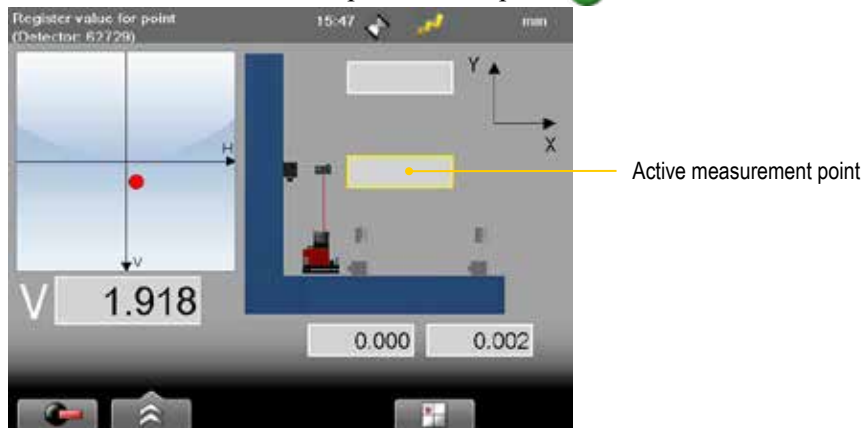 Register value for point
(Detector: 62729)
15:47
mm
Y
X
H
V
V 1.918
Active measurement point
0.000 0.002